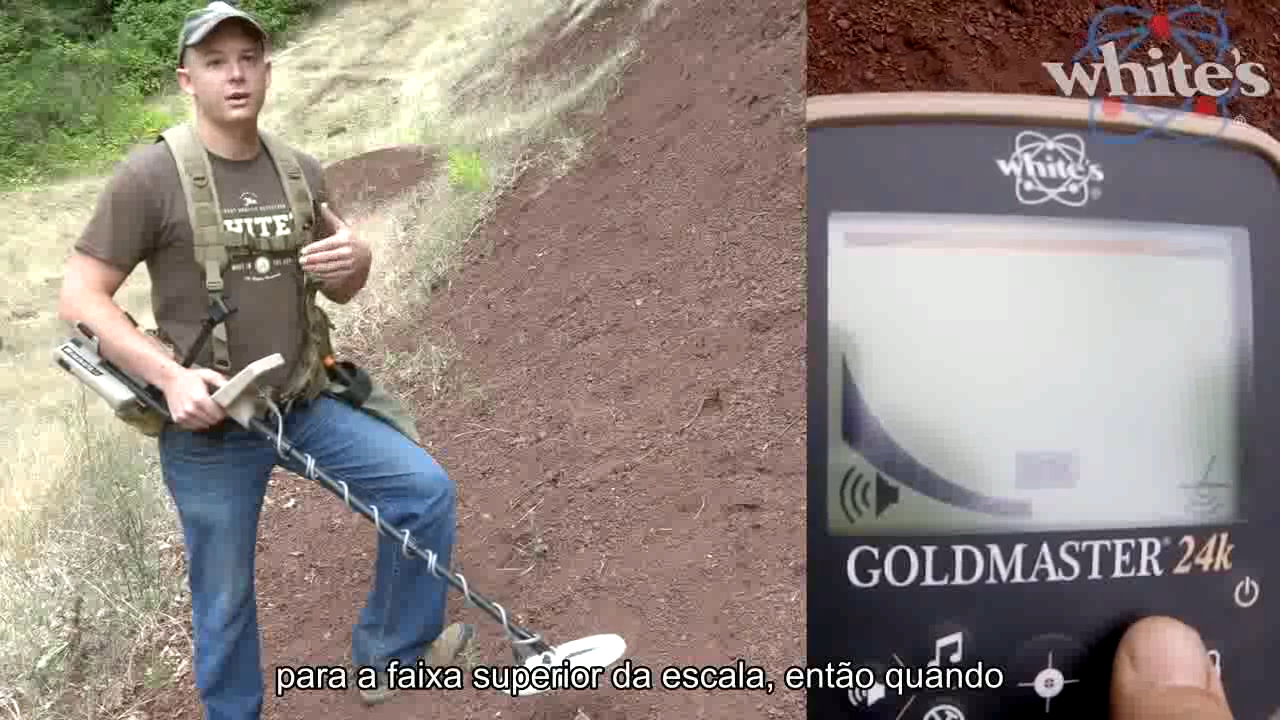 white's
white's
WHITE'
GOLDMASTER 24k
para a faixa superior da escala, então quando